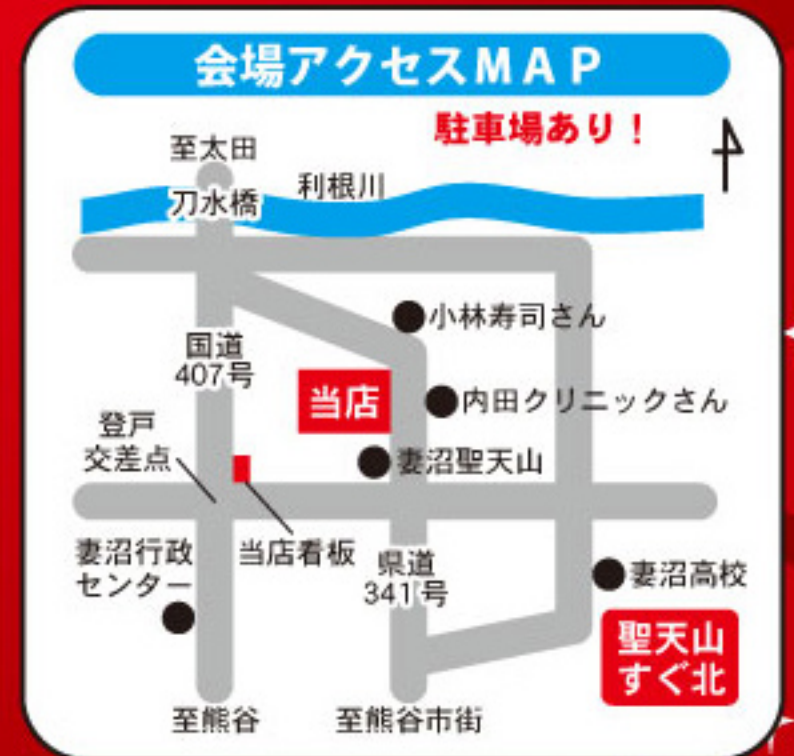 会場アクセスMAP
駐車場あり！
至太田
利根川
刀水橋
小林寿司さん
国道
407号
当店
内田クリニックさん
登戸
交差点
妻沼聖天山
妻沼行政
センター
当店看板
県道
341号
妻沼高校
聖天山
すぐ北
至熊谷
至熊谷市街